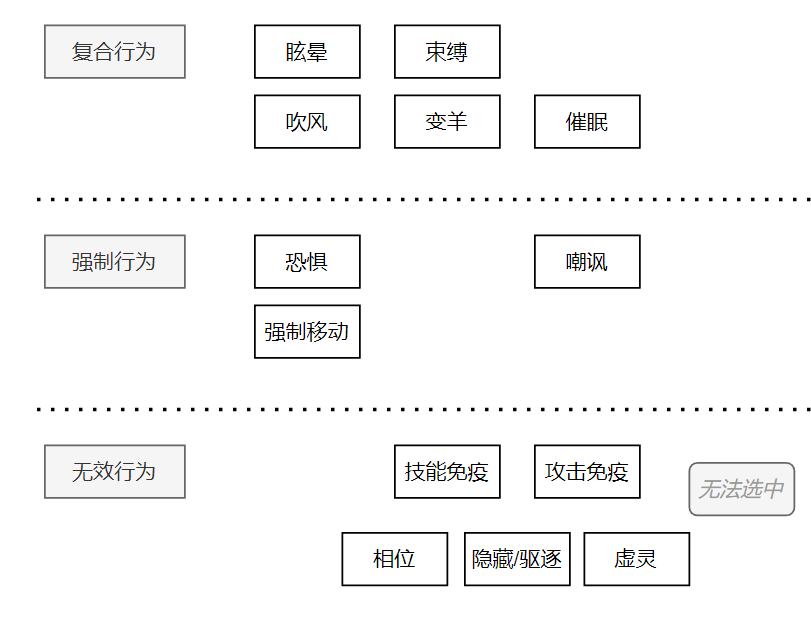 复合行为
眩晕
束缚
吹风
变羊
催眠
强制行为
恐惧
嘲讽
强制移动
无效行为
技能免疫
攻击免疫
无法选中
相位
隐藏/驱逐
虚灵